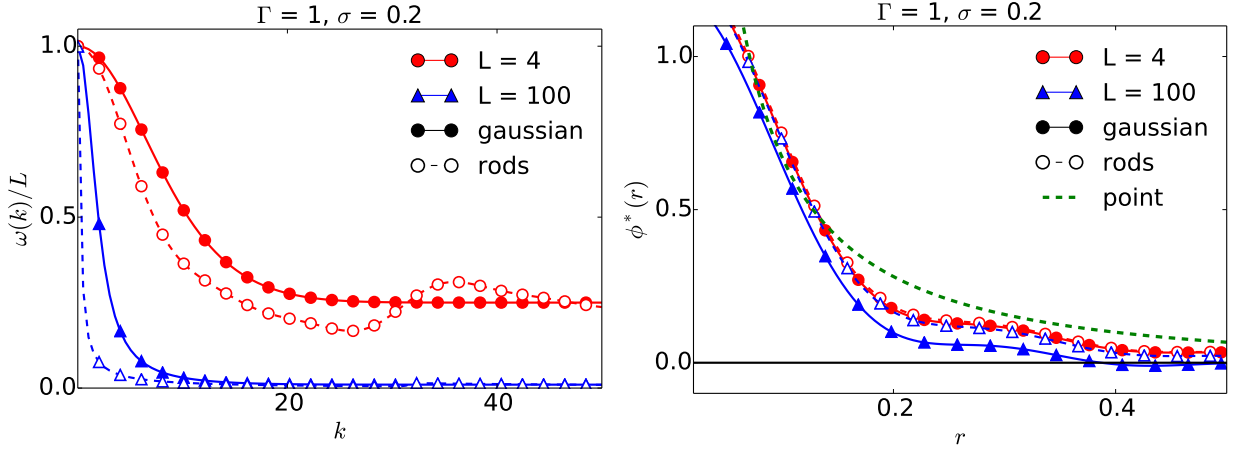 Γ = 1, σ = 0.2
ω(k)/L
1.0
0.5
0.0
20
40
k
L = 4
L = 100
gaussian
rods
Γ = 1, σ = 0.2
ϕ*(r)
1.0
0.5
0.0
0.2
0.4
r
L = 4
L = 100
gaussian
rods
point